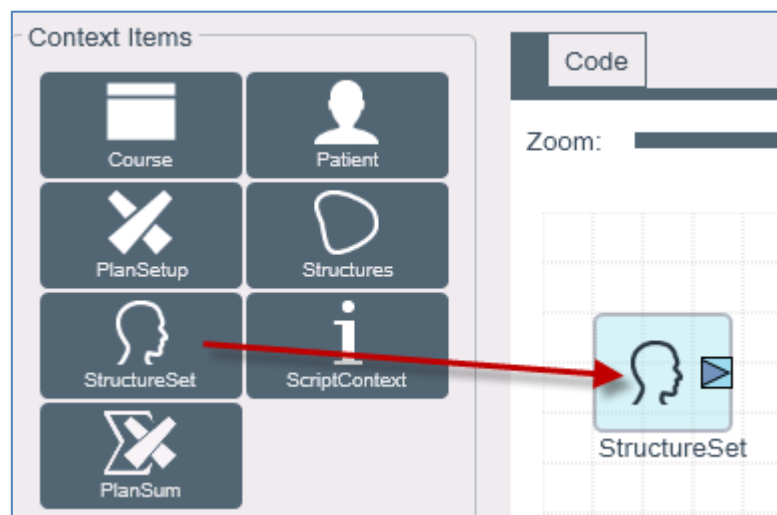 Context Items
Code
Course
Patient
Zoom:
PlanSetup
Structures
StructureSet
ScriptContext
StructureSet
PlanSum